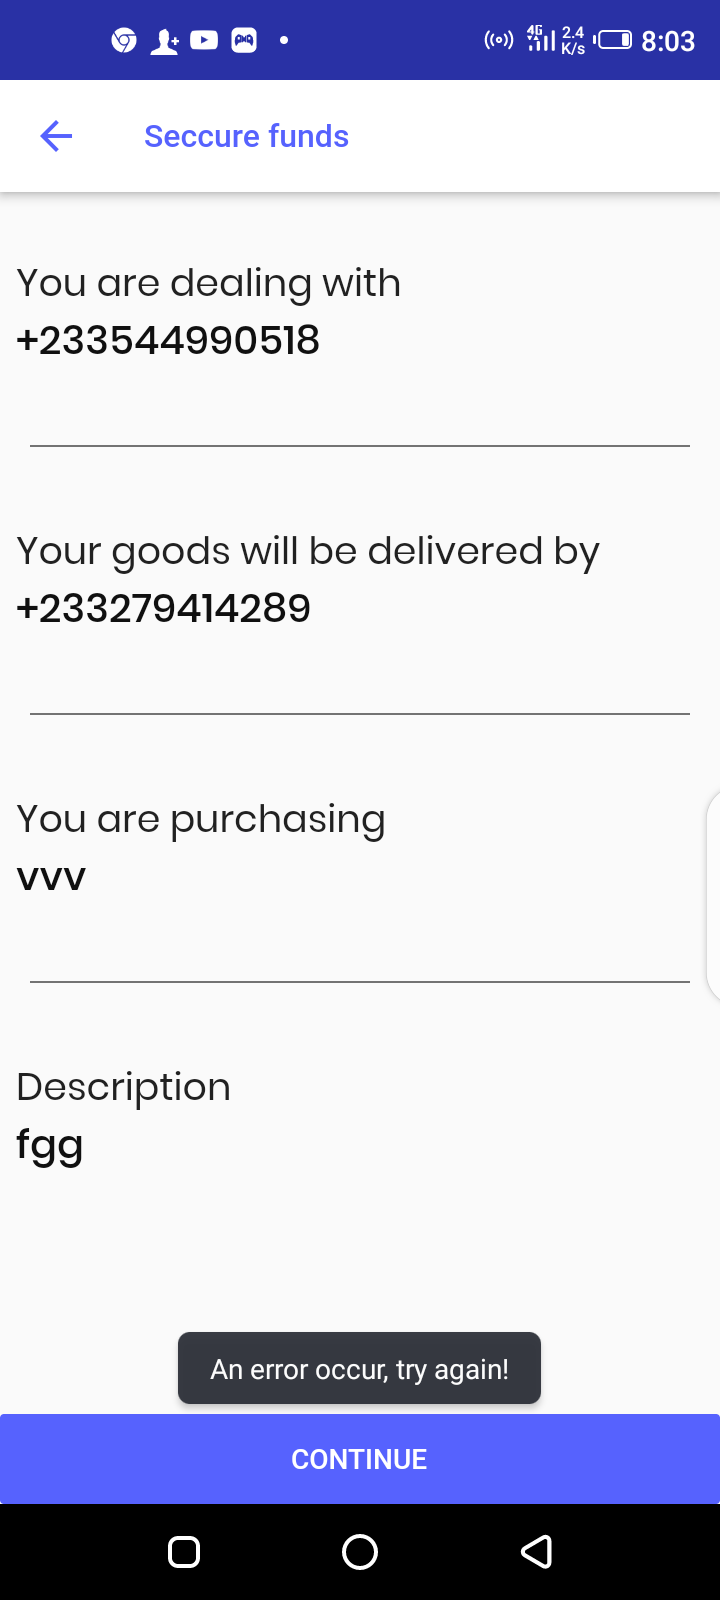 4G 2.4 K/s 8:03
Seccure funds
You are dealing with
+233544990518
Your goods will be delivered by
+233279414289
You are purchasing
vvv
Description
fgg
An error occur, try again!
CONTINUE